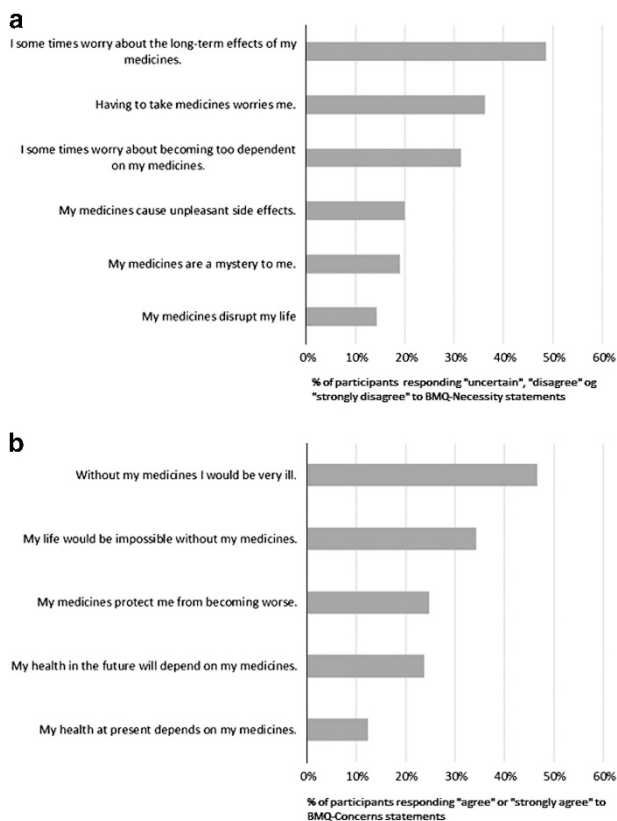 a
I some times worry about the long-term effects of my
medicines.
Having to take medicines worries me.
I some times worry about becoming too dependent
on my medicines.
My medicines cause unpleasant side effects.
My medicines are a mystery to me.
My medicines disrupt my life
0% 10% 20% 30% 40% 50% 60%
% of participants responding "uncertain", "disagree" og
"strongly disagree" to BMQ-Necessity statements
b
Without my medicines I would be very ill.
My life would be impossible without my medicines.
My medicines protect me from becoming worse.
My health in the future will depend on my medicines.
My health at present depends on my medicines.
0% 10% 20% 30% 40% 50% 60%
% of participants responding "agree" or "strongly agree" to
BMQ-Concerns statements